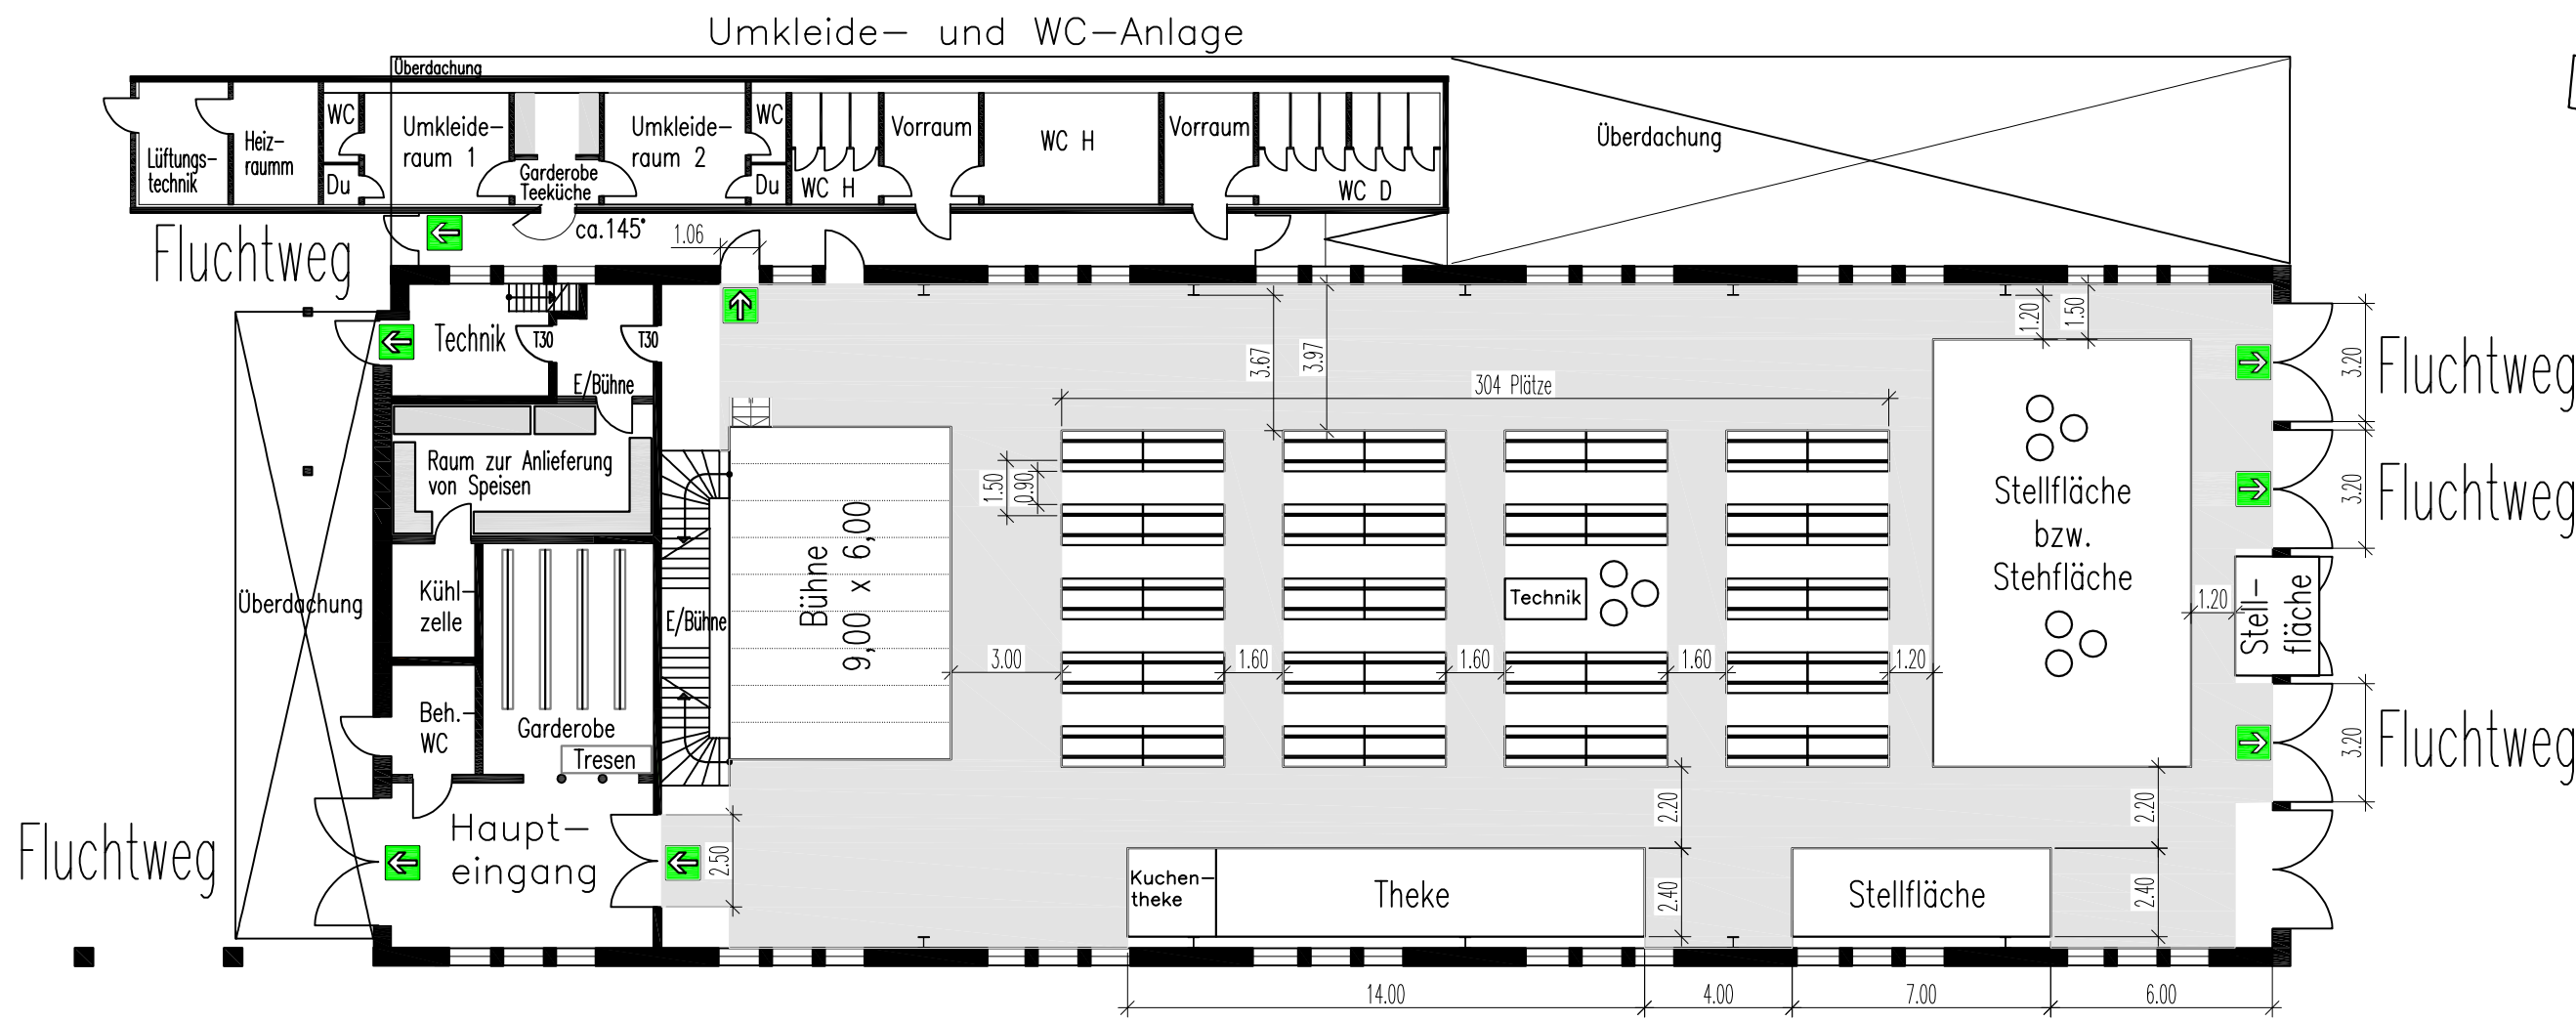 Umkleide- und WC-Anlage
Überdachung
Lüftungs-
technik
Heiz-
raumm
WC
Du
Umkleide-
raum 1
Garderobe
Teeküche
Umkleide-
raum 2
WC
Du
WC H
Vorraum
WC H
Vorraum
WC D
Überdachung
ca.145°
1.06
Fluchtweg
Technik
T30
T30
E/Bühne
Raum zur Anlieferung
von Speisen
Überdachung
Kühl-
zelle
Beh.-
WC
Garderobe
Tresen
Haupt-
eingang
Fluchtweg
2.50
E/Bühne
Bühne
9,00 x 6,00
3.00
1.50
0.90
3.67
3.97
304 Plätze
1.60
1.60
1.60
1.20
Technik
1.20
1.50
Stellfläche
bzw.
Stehfläche
1.20
Stell-
fläche
3.20
Fluchtweg
3.20
Fluchtweg
3.20
Fluchtweg
2.20
2.20
Kuchen-
theke
Theke
2.40
Stellfläche
2.40
14.00
4.00
7.00
6.00